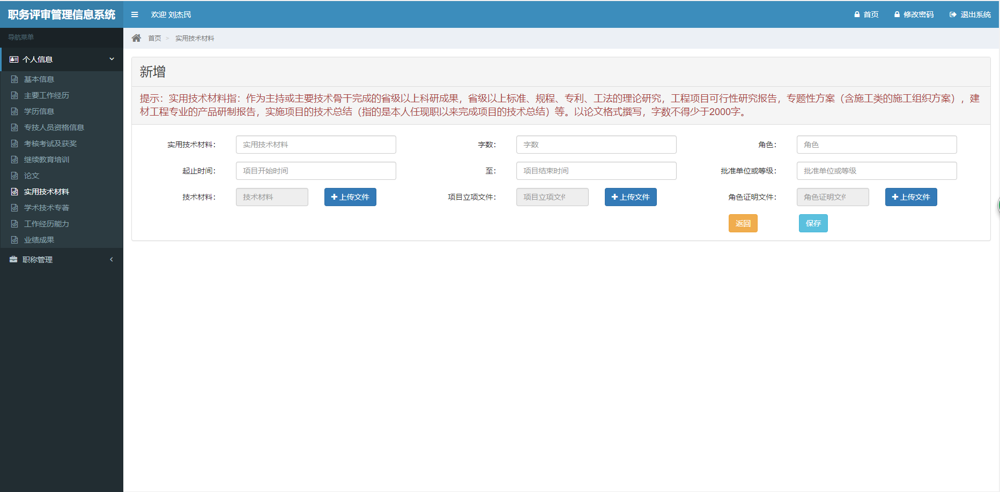 职务评审管理信息系统
欢迎 刘杰民
首页
修改密码
退出系统
导航菜单
首页 > 实用技术材料
个人信息
基本信息
主要工作经历
学历信息
专技人员资格信息
考核考试及获奖
继续教育培训
论文
实用技术材料
学术技术专著
工作经历能力
业绩成果
职称管理
新增
提示：实用技术材料指：作为主持或主要技术骨干完成的省级以上科研成果，省级以上标准、规程、专利、工法的理论研究，工程项目可行性研究报告，专题性方案（含施工类的施工组织方案），建
材工程专业的产品研制报告，实施项目的技术总结（指的是本人任现职以来完成项目的技术总结）等。以论文格式撰写，字数不得少于2000字。
实用技术材料： 实用技术材料 字数： 字数 角色： 角色
起止时间： 项目开始时间 至： 项目结束时间 批准单位或等级： 批准单位或等级
技术材料： 技术材料 上传文件 项目立项文件： 项目立项文件 上传文件 角色证明文件： 角色证明文件 上传文件
返回 保存